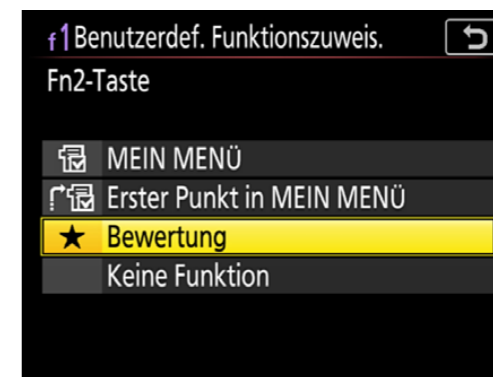 f1 Benutzerdef. Funktionszuweis.
Fn2-Taste
MEIN MENÜ
Erster Punkt in MEIN MENÜ
Bewertung
Keine Funktion